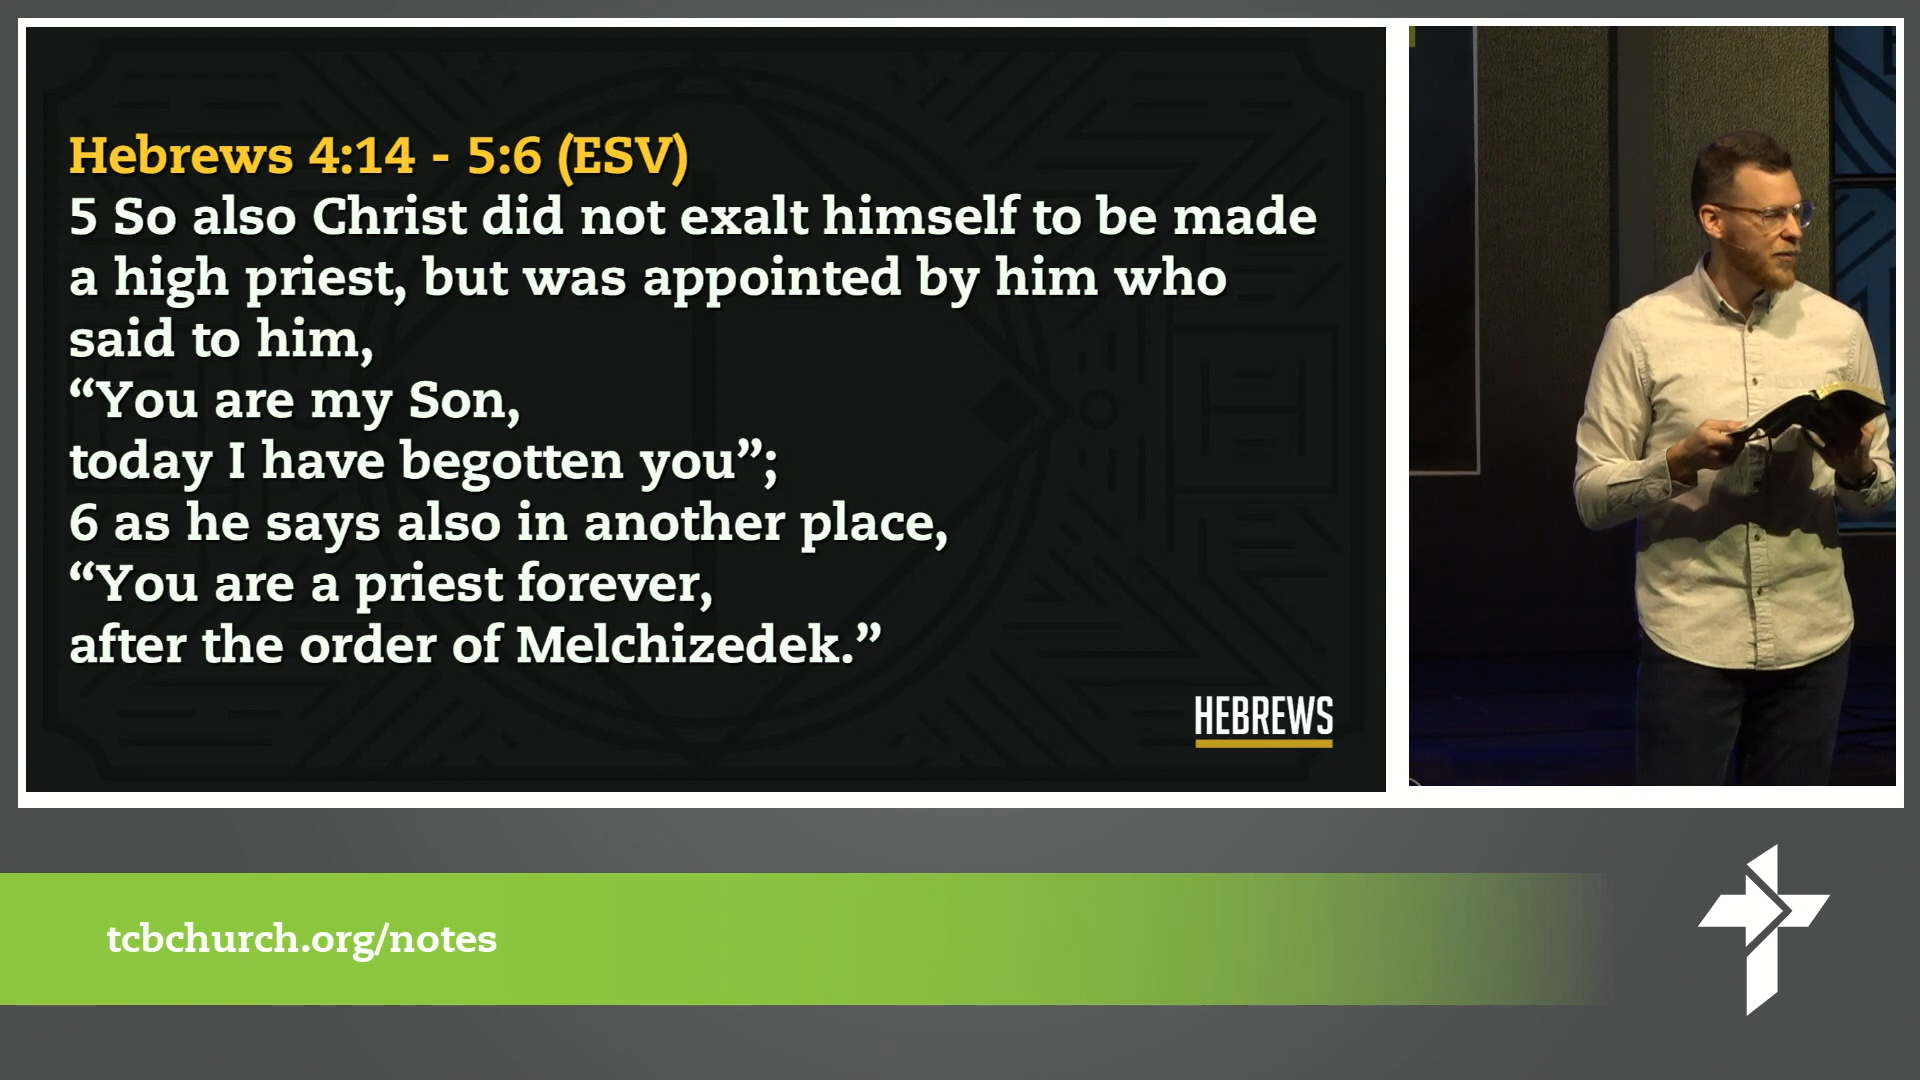 Hebrews 4:14 - 5:6 (ESV)
5 So also Christ did not exalt himself to be made
a high priest, but was appointed by him who
said to him,
“You are my Son,
today I have begotten you”;
6 as he says also in another place,
“You are a priest forever,
after the order of Melchizedek.”
HEBREWS
tcbchurch.org/notes